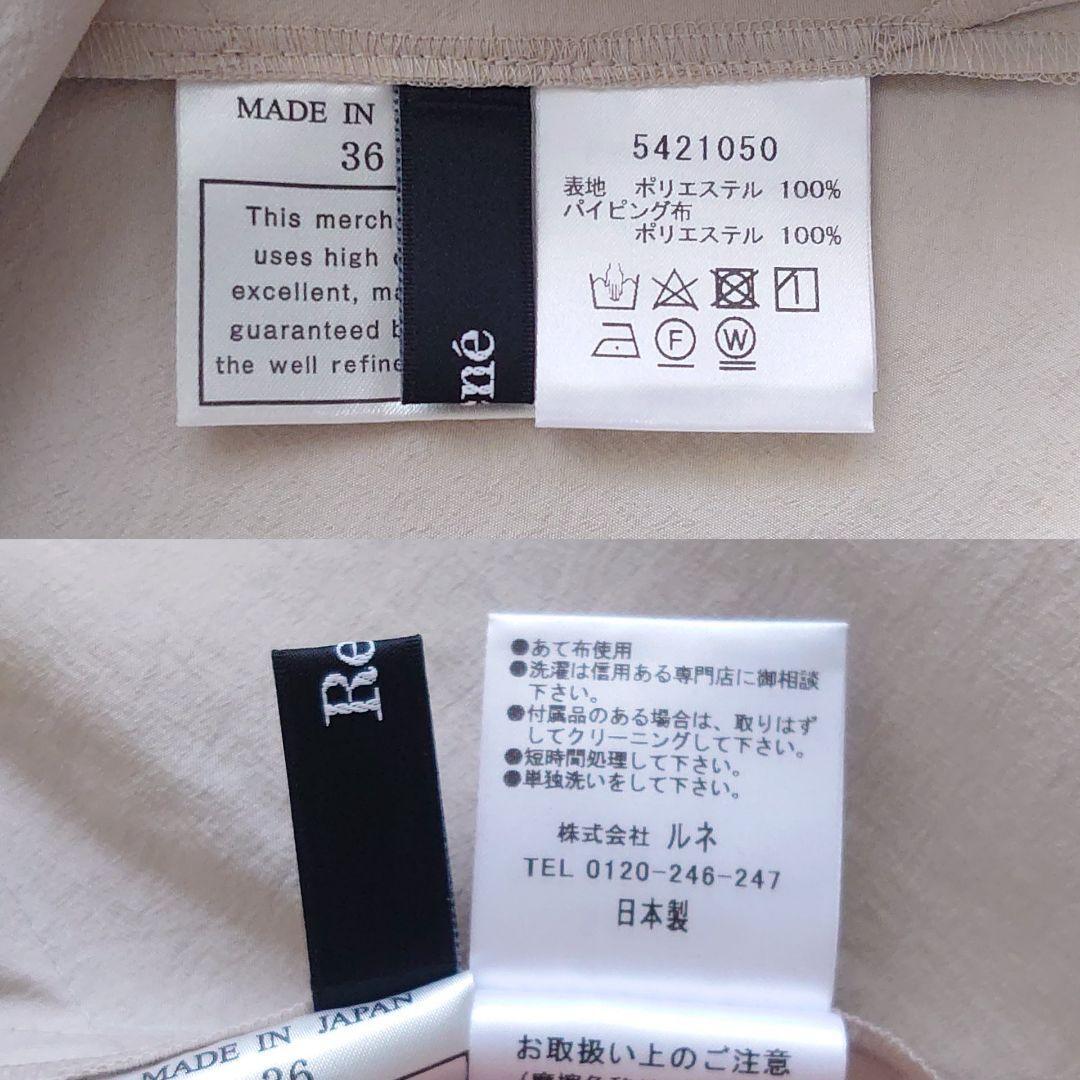 MADE IN
36
This merch
uses high
excellent, ma
guaranteed b
the well refine
né
5421050
表地 ポリエステル 100%
パイピング布
ポリエステル 100%
F W
Re
●あて布使用
●洗濯は信用ある専門店に御相談
下さい。
●付属品のある場合は、取りはず
してクリーニングして下さい。
●短時間処理して下さい。
●単独洗いをして下さい。
株式会社 ルネ
TEL 0120-246-247
日本製
MADE IN JAPAN
36
お取扱い上のご注意